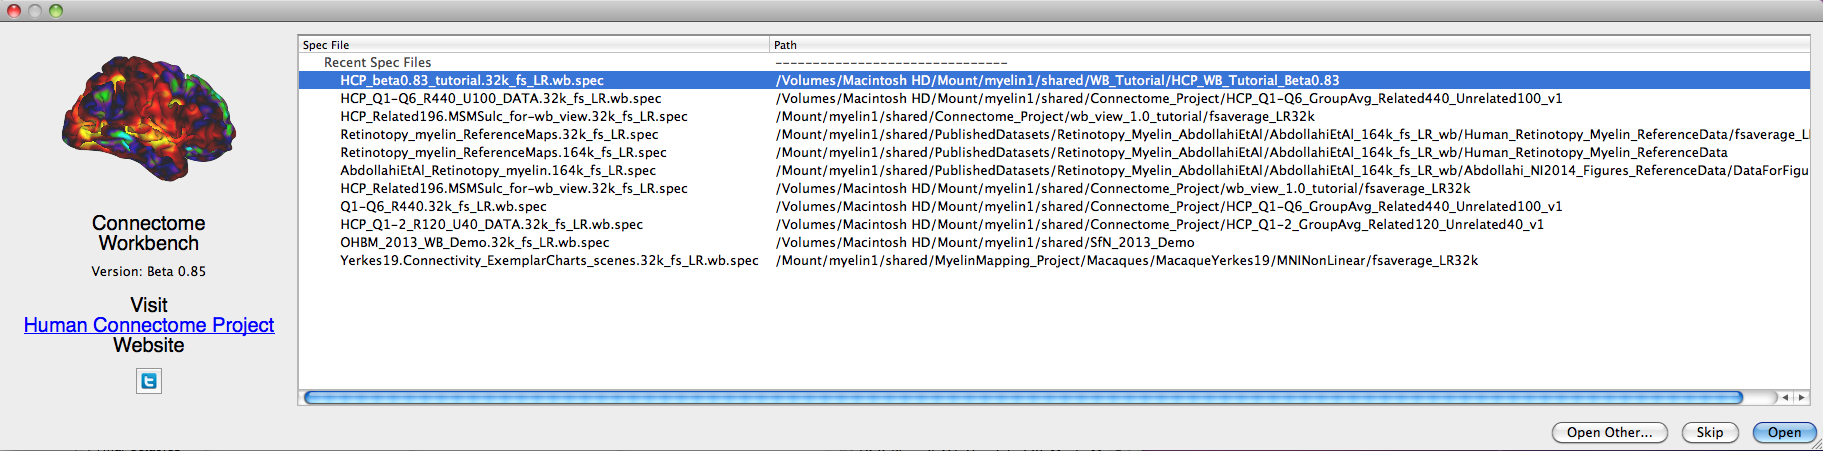 Spec File Path
Recent Spec Files -------------------------------
HCP_beta0.83_tutorial.32k_fs_LR.wb.spec /Volumes/Macintosh HD/Mount/myelin1/shared/WB_Tutorial/HCP_WB_Tutorial_Beta0.83
HCP_Q1-Q6_R440_U100_DATA.32k_fs_LR.wb.spec /Volumes/Macintosh HD/Mount/myelin1/shared/Connectome_Project/HCP_Q1-Q6_GroupAvg_Related440_Unrelated100_v1
HCP_Related196.MSMSulc_for-wb_view.32k_fs_LR.spec /Mount/myelin1/shared/Connectome_Project/wb_view_1.0_tutorial/fsaverage_LR32k
Retinotopy_myelin_ReferenceMaps.32k_fs_LR.spec /Mount/myelin1/shared/PublishedDatasets/Retinotopy_Myelin_AbdollahiEtAl/AbdollahiEtAl_164k_fs_LR_wb/Human_Retinotopy_Myelin_ReferenceData/fsaverage_L
Retinotopy_myelin_ReferenceMaps.164k_fs_LR.spec /Mount/myelin1/shared/PublishedDatasets/Retinotopy_Myelin_AbdollahiEtAl/AbdollahiEtAl_164k_fs_LR_wb/Human_Retinotopy_Myelin_ReferenceData
AbdollahiEtAl_Retinotopy_myelin.164k_fs_LR.spec /Mount/myelin1/shared/PublishedDatasets/Retinotopy_Myelin_AbdollahiEtAl/AbdollahiEtAl_164k_fs_LR_wb/Abdollahi_NI2014_Figures_ReferenceData/DataForFigu
HCP_Related196.MSMSulc_for-wb_view.32k_fs_LR.spec /Volumes/Macintosh HD/Mount/myelin1/shared/Connectome_Project/wb_view_1.0_tutorial/fsaverage_LR32k
Q1-Q6_R440.32k_fs_LR.wb.spec /Volumes/Macintosh HD/Mount/myelin1/shared/Connectome_Project/HCP_Q1-Q6_GroupAvg_Related440_Unrelated100_v1
HCP_Q1-2_R120_U40_DATA.32k_fs_LR.wb.spec /Volumes/Macintosh HD/Mount/myelin1/shared/Connectome_Project/HCP_Q1-2_GroupAvg_Related120_Unrelated40_v1
OHBM_2013_WB_Demo.32k_fs_LR.wb.spec /Volumes/Macintosh HD/Mount/myelin1/shared/SfN_2013_Demo
Yerkes19.Connectivity_ExemplarCharts_scenes.32k_fs_LR.wb.spec /Mount/myelin1/shared/MyelinMapping_Project/Macaques/MacaqueYerkes19/MNINonLinear/fsaverage_LR32k
Connectome
Workbench
Version: Beta 0.85
Visit
Human Connectome Project
Website
Open Other... Skip Open